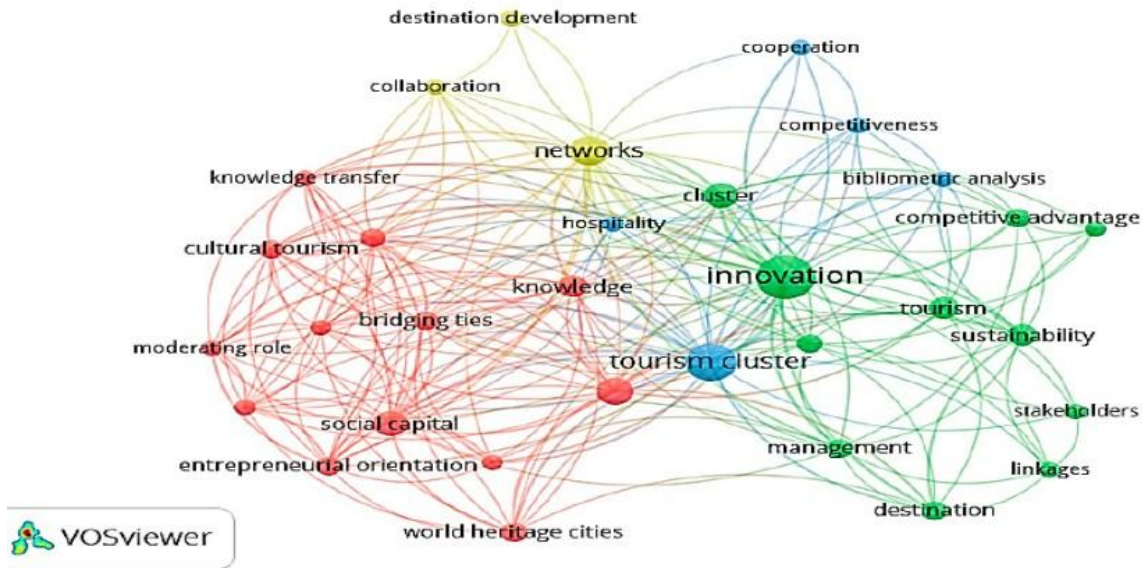 destination development
cooperation
collaboration
competitiveness
networks
knowledge transfer
bibliometric analysis
cluster
competitive advantage
hospitality
cultural tourism
innovation
knowledge
tourism
bridging ties
sustainability
moderating role
tourism cluster
stakeholders
social capital
management
entrepreneurial orientation
linkages
destination
world heritage cities
VOSviewer